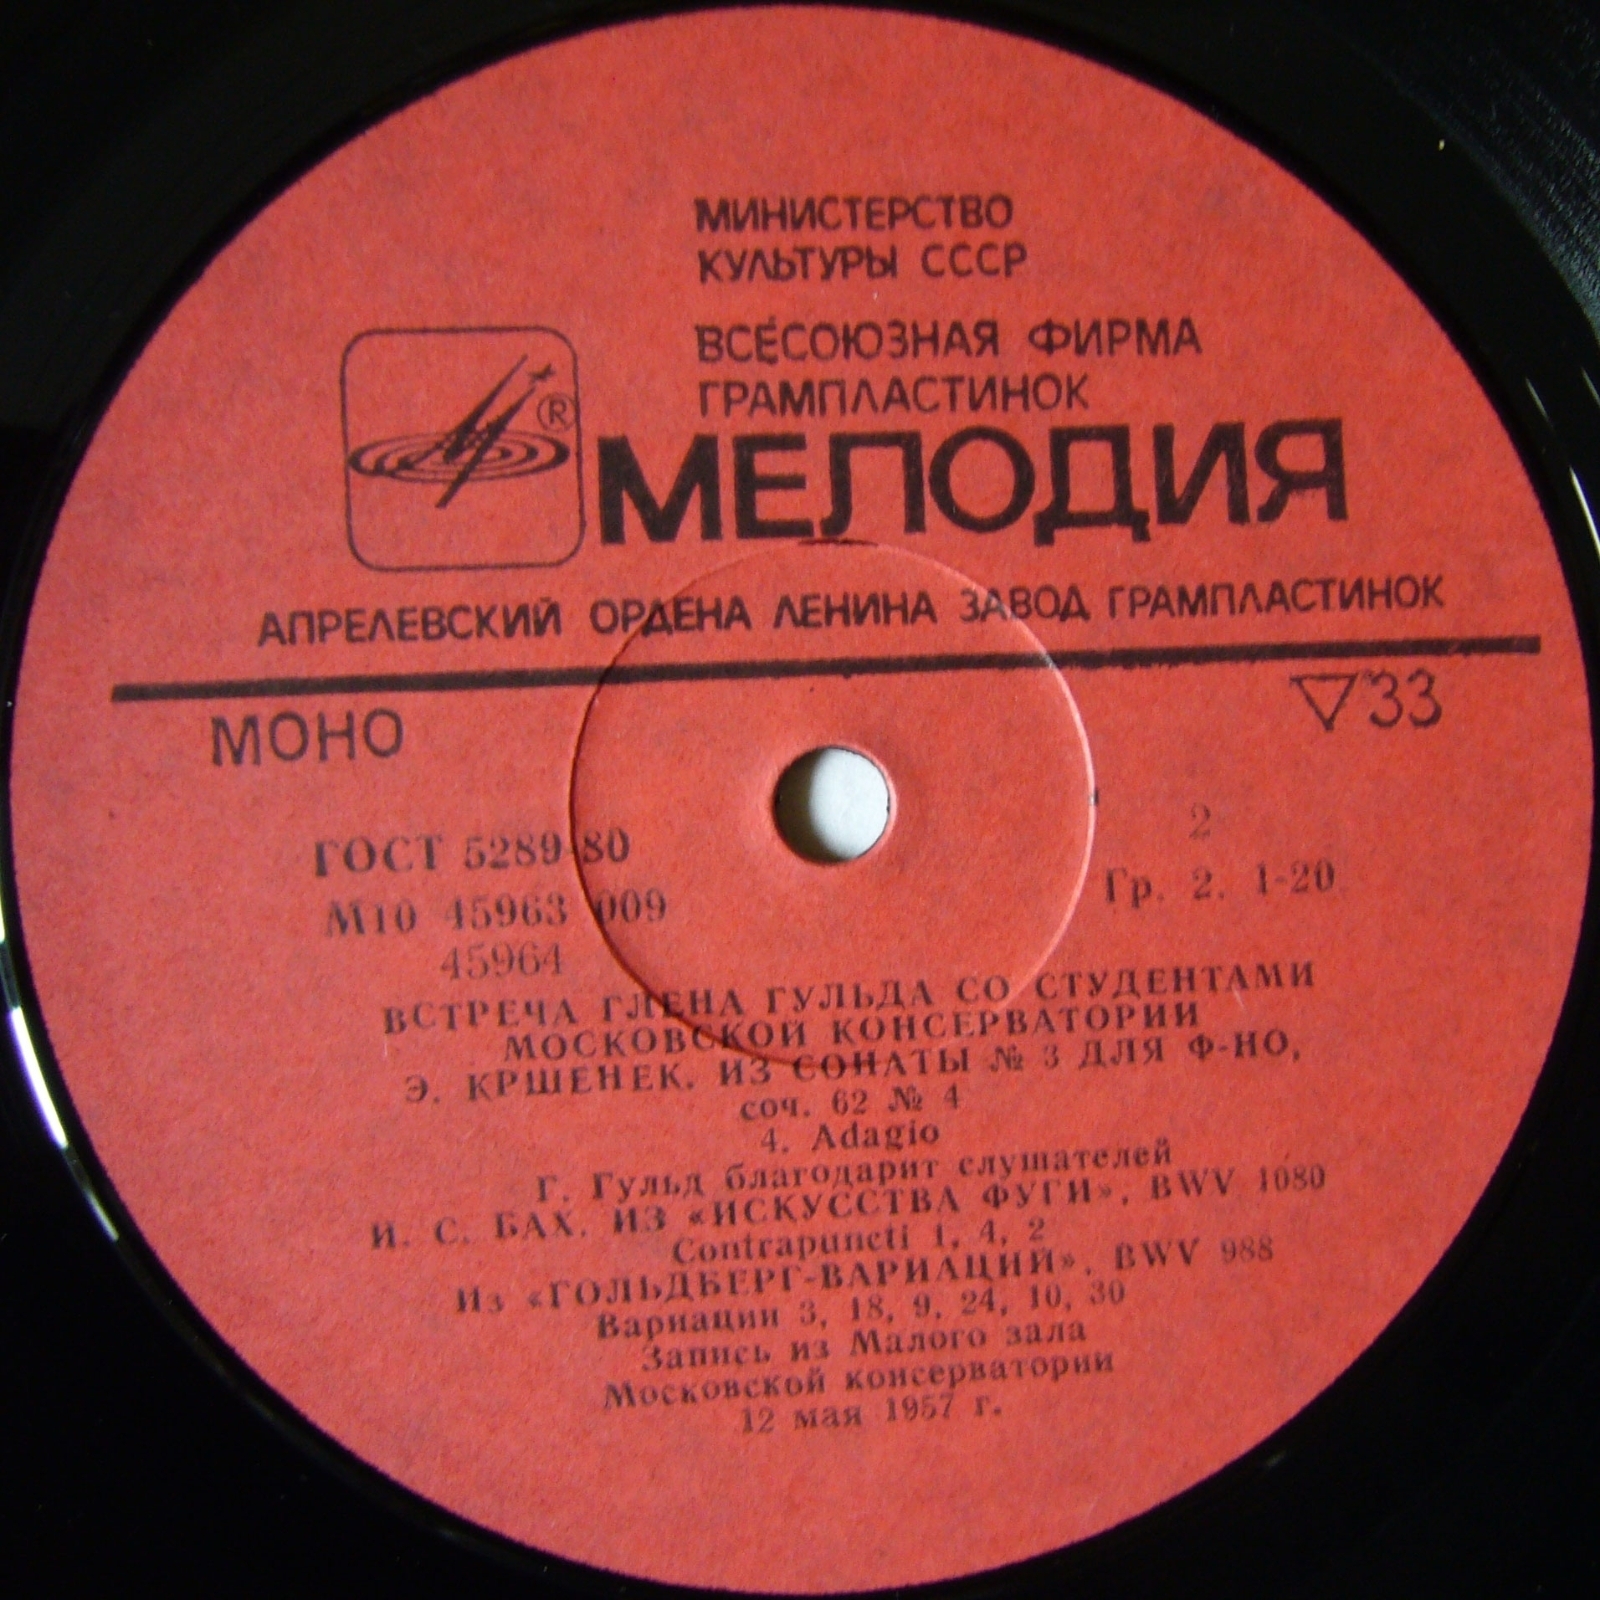 МИНИСТЕРСТВО
КУЛЬТУРЫ СССР
ВСЕСОЮЗНАЯ ФИРМА
ГРАМПЛАСТИНОК
®
МЕЛОДИЯ
АПРЕЛЕВСКИЙ ОРДЕНА ЛЕНИНА ЗАВОД ГРАМПЛАСТИНОК
МОНО
▽33
ГОСТ 5289-80
М10 45963 009
45964
2
Гр. 2. 1-20
ВСТРЕЧА ГЛЕНА ГУЛЬДА СО СТУДЕНТАМИ
МОСКОВСКОЙ КОНСЕРВАТОРИИ
Э. КРШЕНЕК. ИЗ СОНАТЫ № 3 ДЛЯ Ф-НО,
соч. 62 № 4
4. Adagio
Г. Гульд благодарит слушателей
И. С. БАХ. ИЗ «ИСКУССТВА ФУГИ», BWV 1080
Contrapuncti 1, 4, 2
Из «ГОЛЬДБЕРГ-ВАРИАЦИЙ», BWV 988
Вариации 3, 18, 9, 24, 10, 30
Запись из Малого зала
Московской консерватории
12 мая 1957 г.